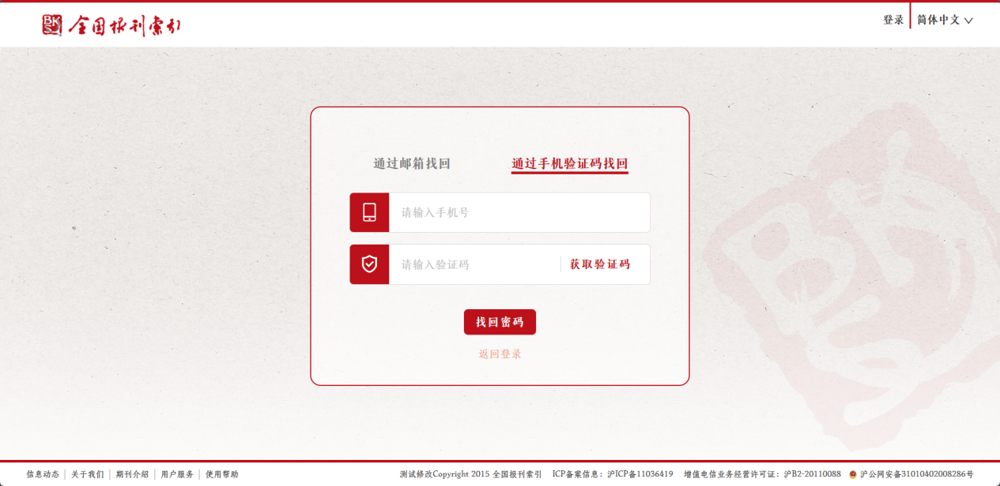 BKSY 全国报刊索引
登录 简体中文
通过邮箱找回 通过手机验证码找回
请输入手机号
请输入验证码 获取验证码
找回密码
返回登录
信息动态 关于我们 期刊介绍 用户服务 使用帮助 测试修改Copyright 2015 全国报刊索引 ICP备案信息：沪ICP备11036419 增值电信业务经营许可证：沪B2-20110088 沪公网安备31010402008286号